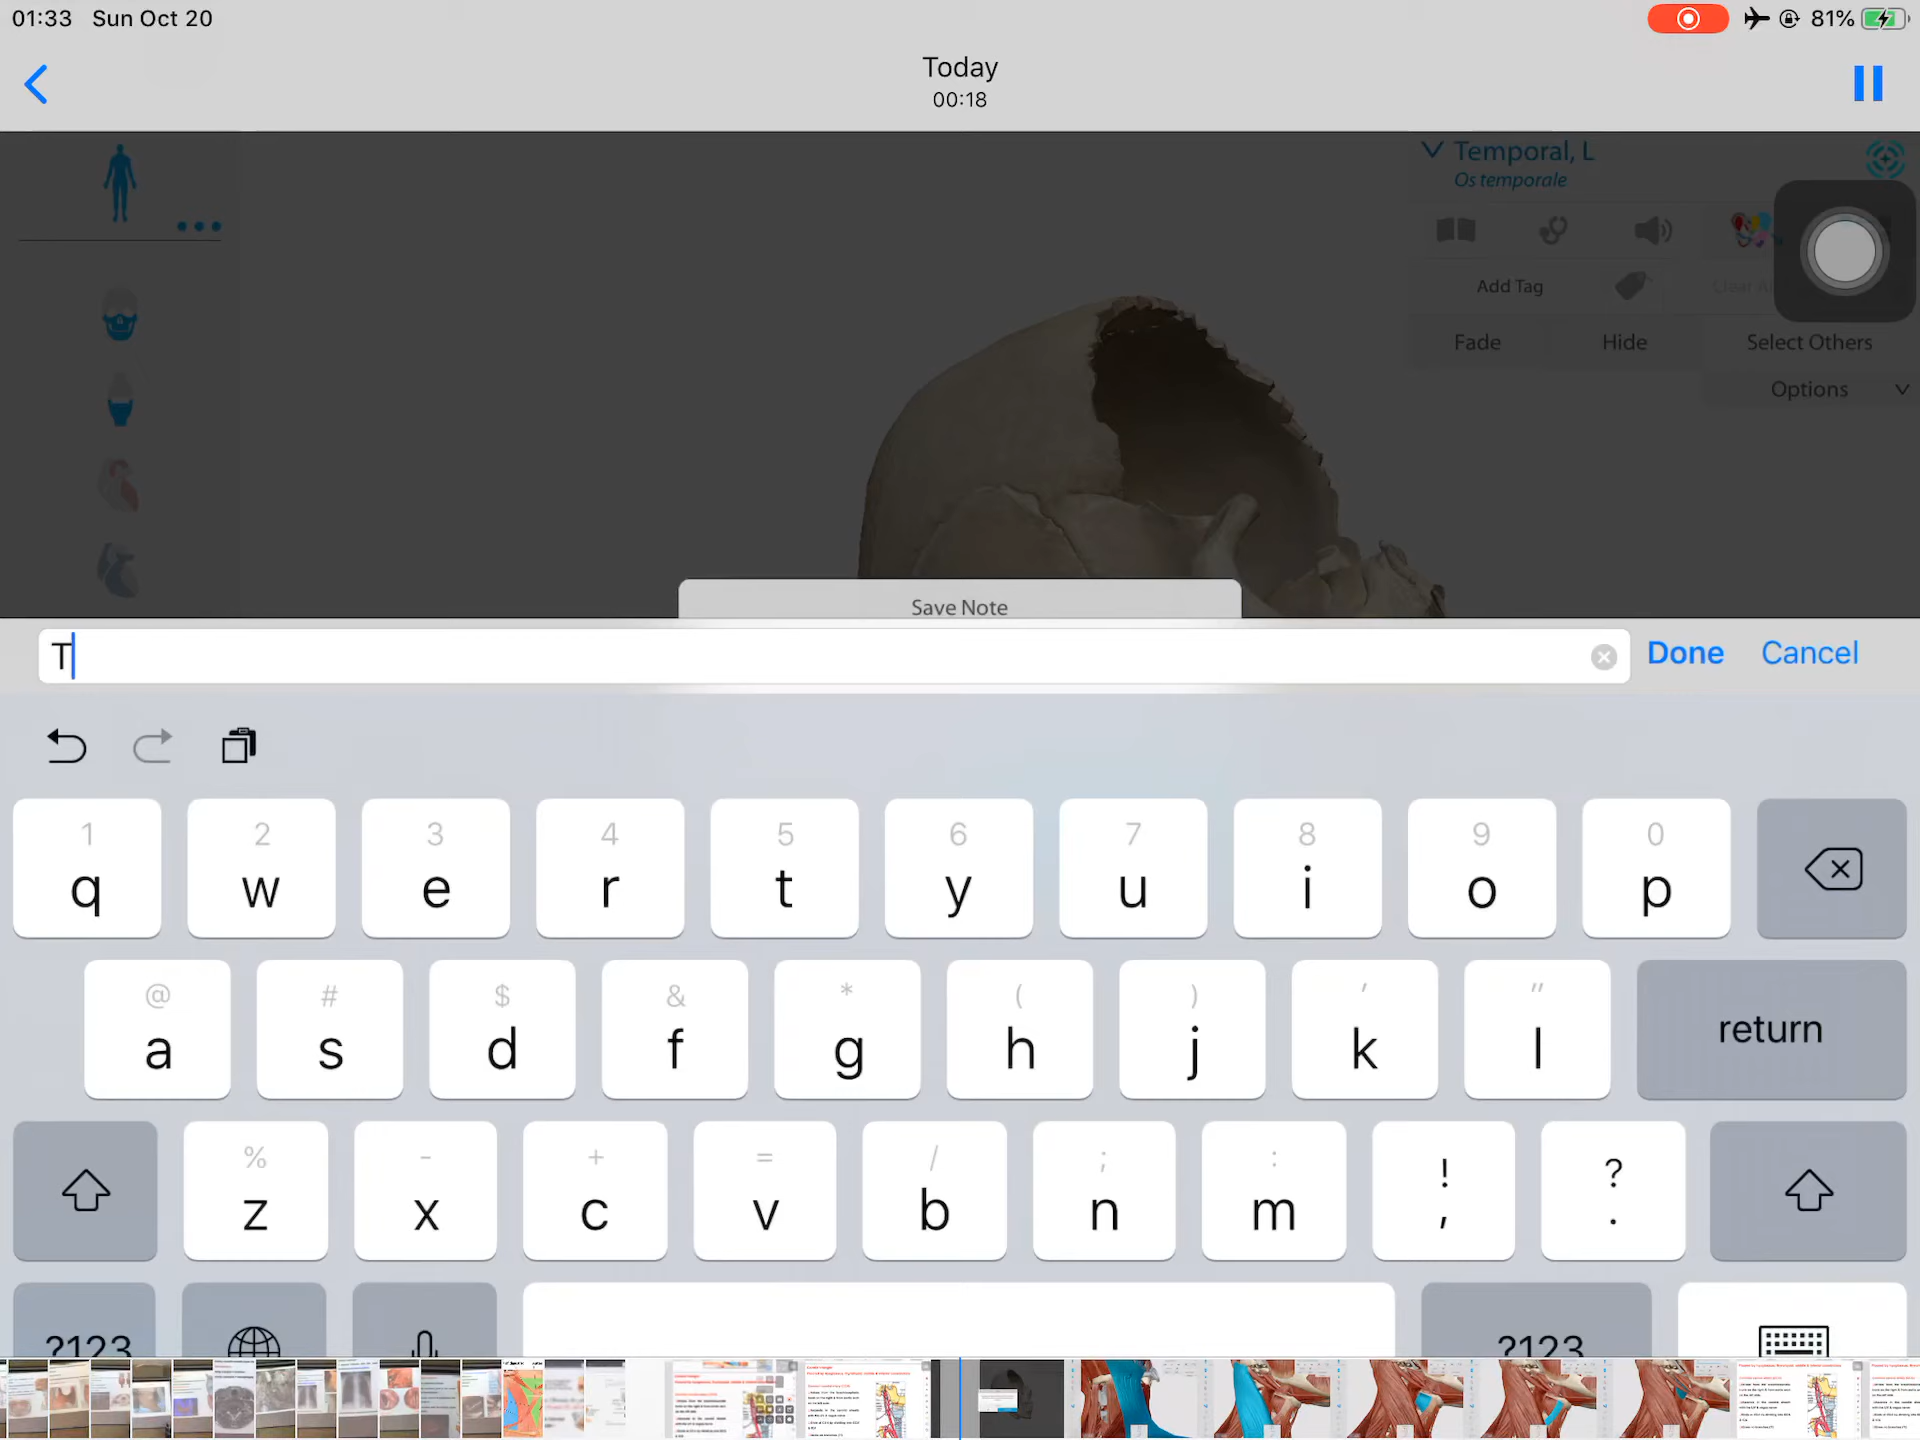 01:33 Sun Oct 20
81%
Today
00:18
Temporal, L
Os temporale
Add Tag
Fade Hide Select Others
Options
Save Note
T
Done Cancel
1 2 3 4 5 6 7 8 9 0
q w e r t y u i o p
@ # $ & * ( ) ' "
a s d f g h j k l return
% - + = / ; : ! ?
z x c v b n m , .
?123 ?123